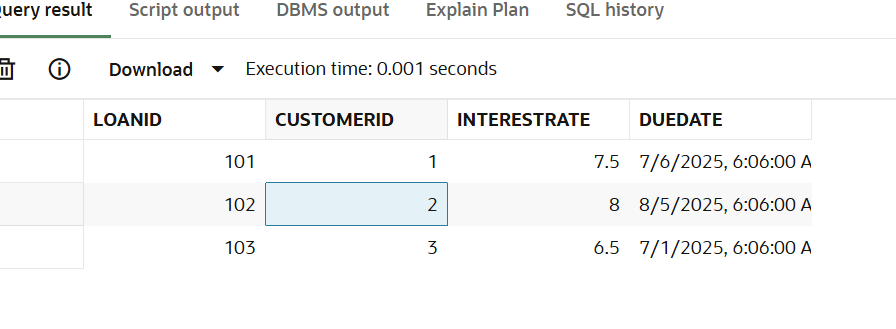 Query result Script output DBMS output Explain Plan SQL history
Download Execution time: 0.001 seconds
LOANID CUSTOMERID INTERESTRATE DUEDATE
101 1 7.5 7/6/2025, 6:06:00 A
102 2 8 8/5/2025, 6:06:00 A
103 3 6.5 7/1/2025, 6:06:00 A